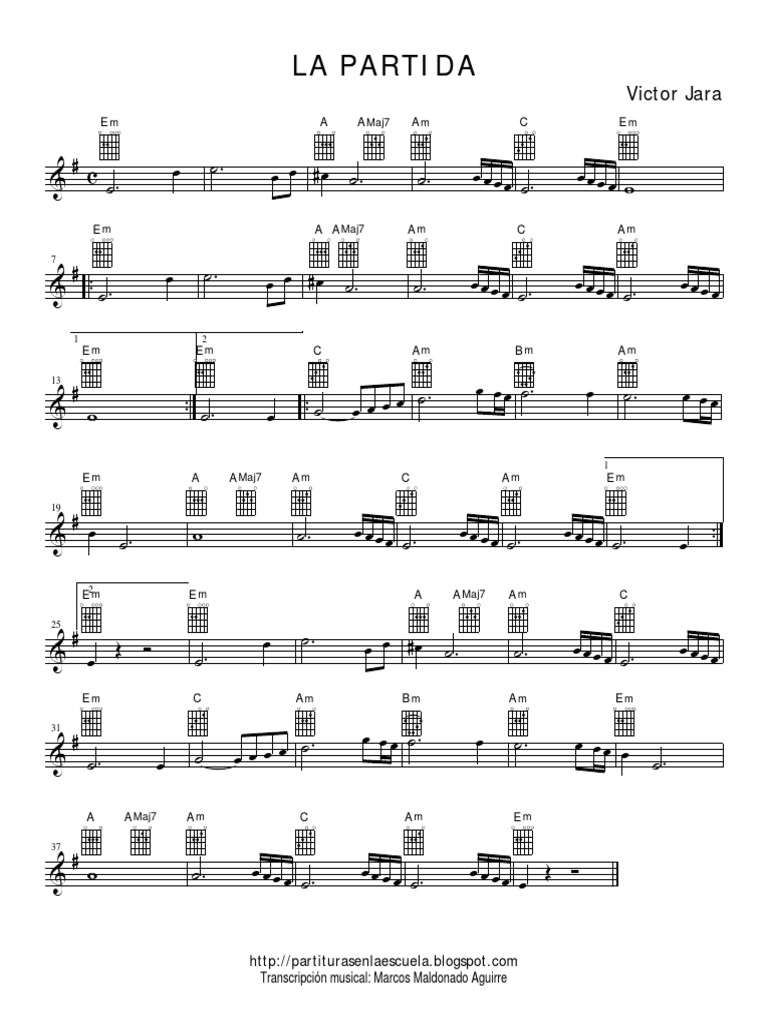 LA PARTIDA
Victor Jara
Em A AMaj7 Am C Em
7
Em A AMaj7 Am C Am
1 2
Em Em C Am Bm Am
13
1
Em A AMaj7 Am C Am Em
19
2
Em Em A AMaj7 Am C
25
Em C Am Bm Am Em
31
A AMaj7 Am C Am Em
37
http://partiturasenlaescuela.blogspot.com
Transcripción musical: Marcos Maldonado Aguirre